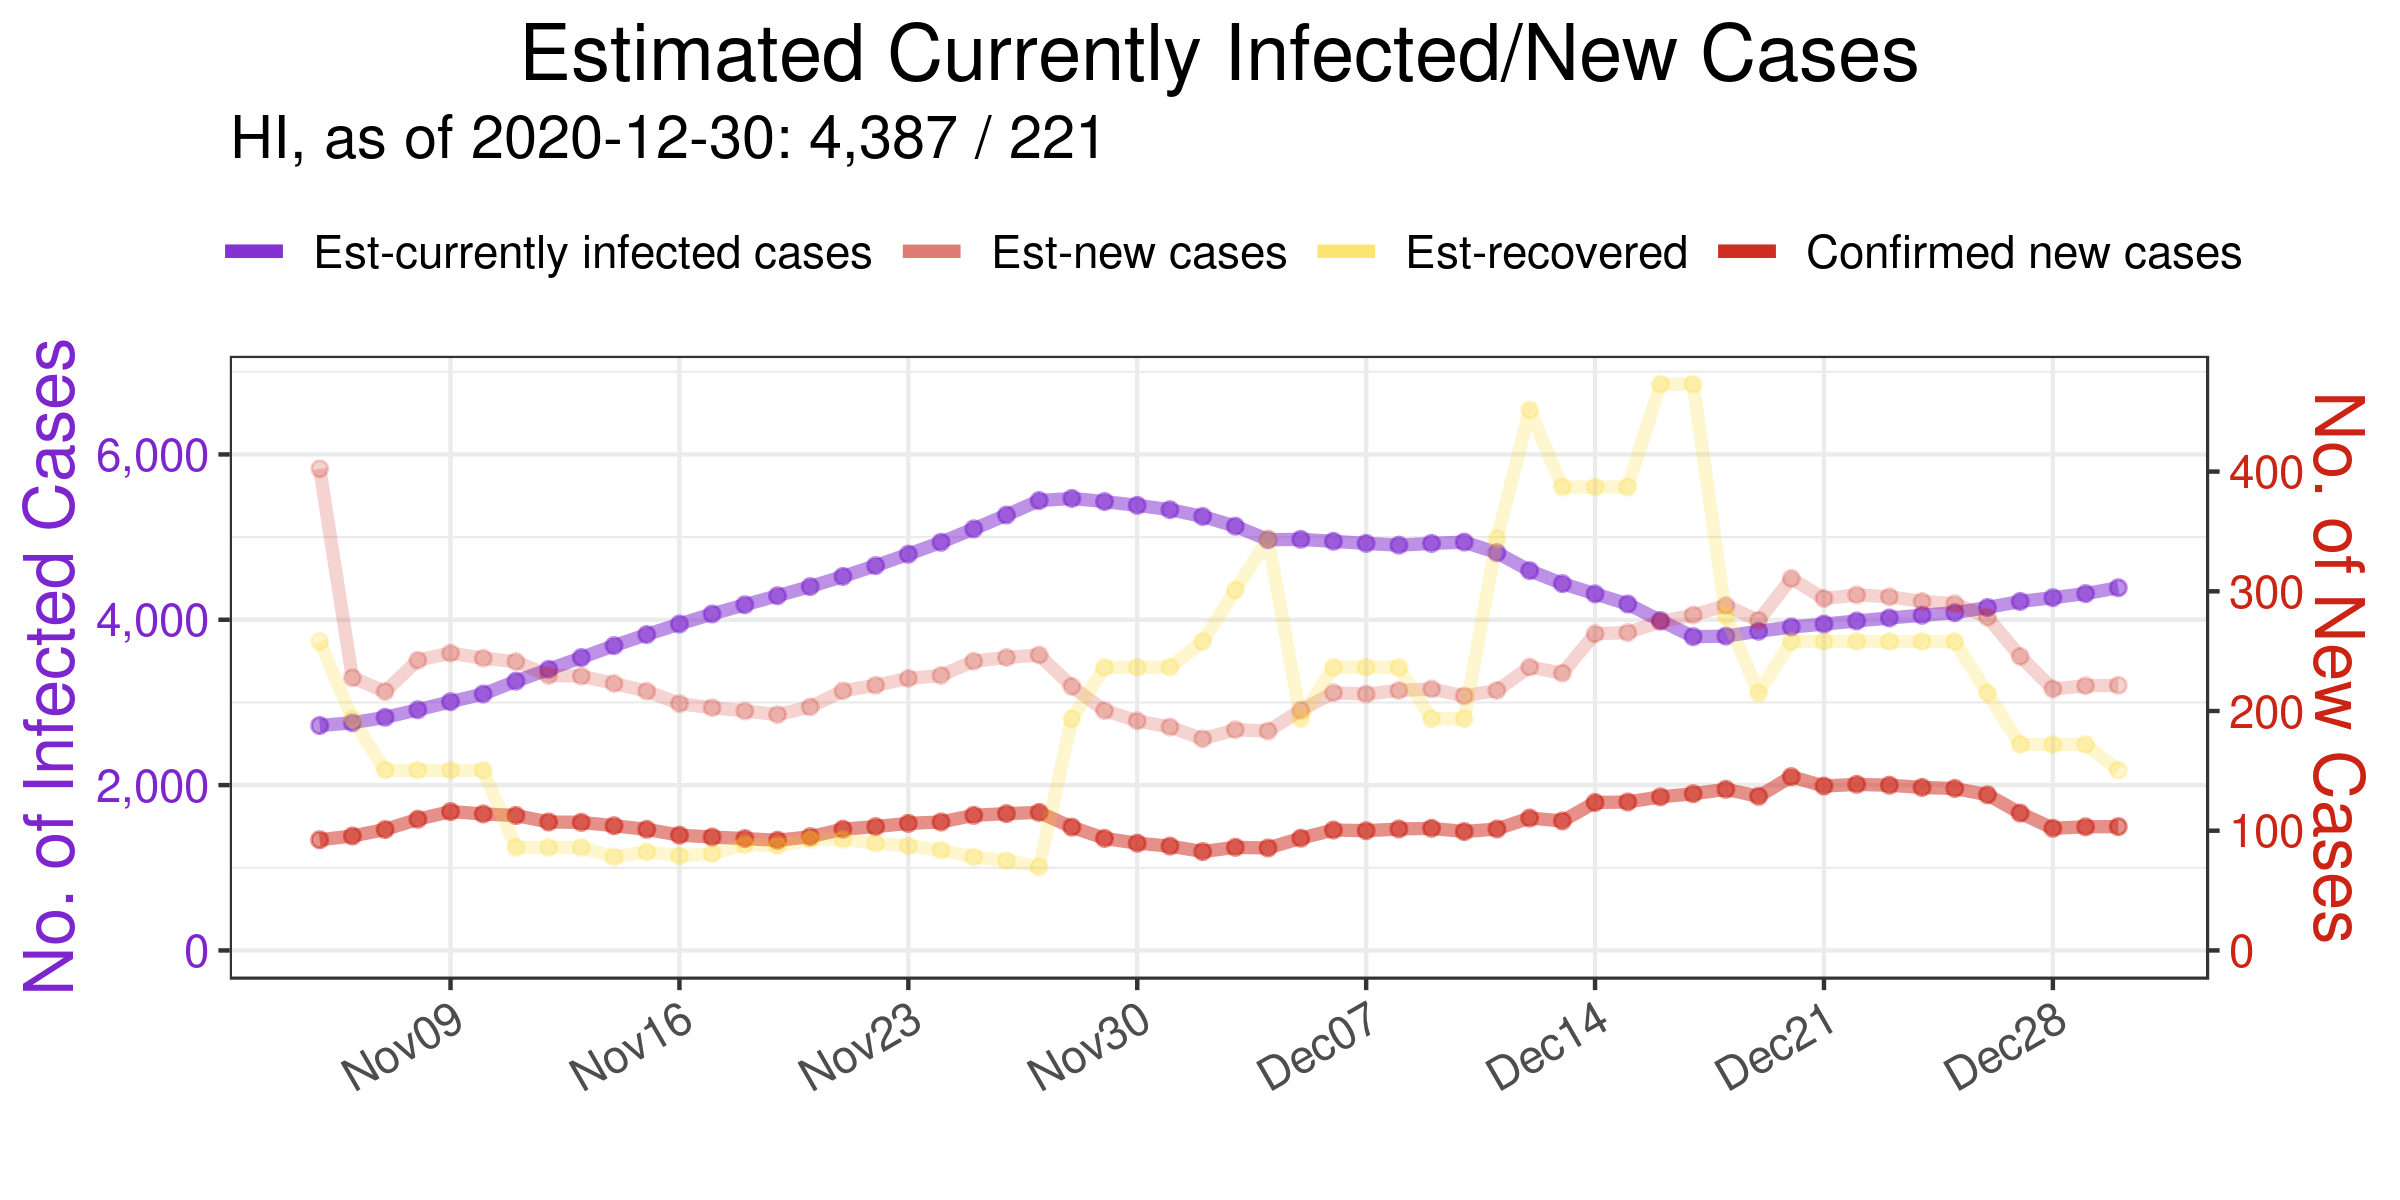 Estimated Currently Infected/New Cases
HI, as of 2020-12-30: 4,387 / 221
Est-currently infected cases Est-new cases Est-recovered Confirmed new cases
No. of Infected Cases
6,000
4,000
2,000
0
400
300
200
100
0
No. of New Cases
Nov09 Nov16 Nov23 Nov30 Dec07 Dec14 Dec21 Dec28